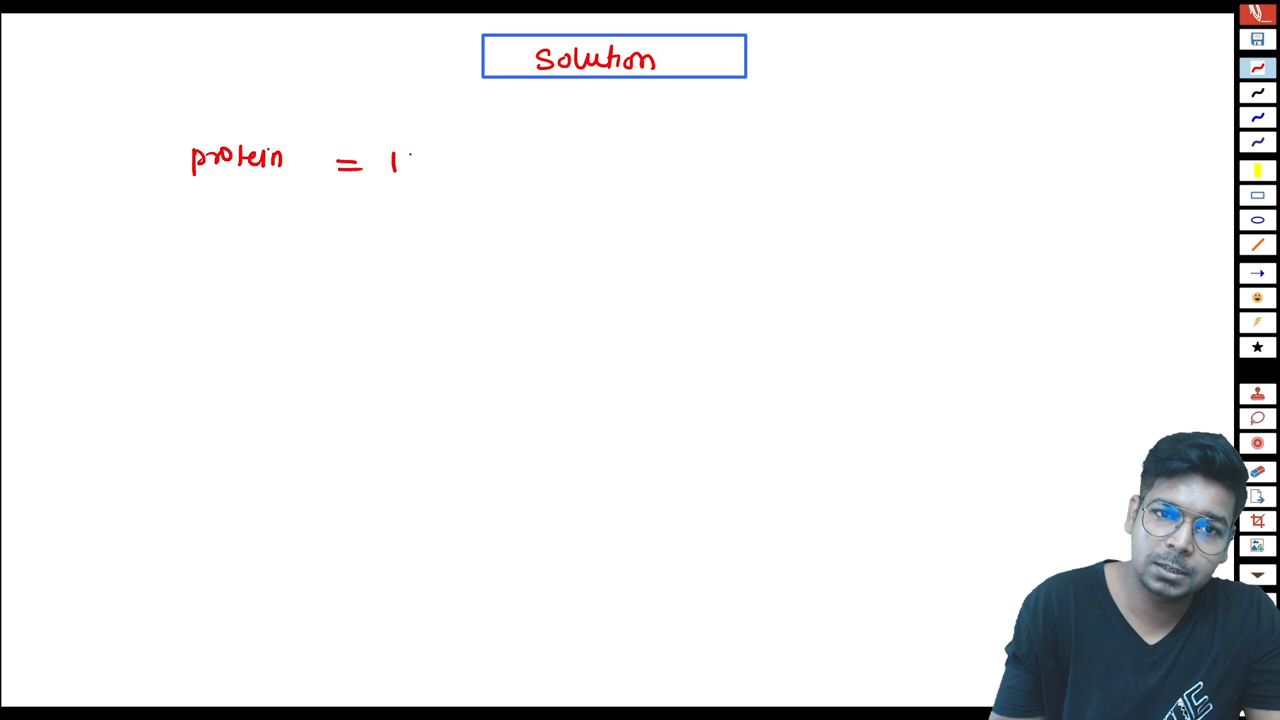 Solution
protein = 1